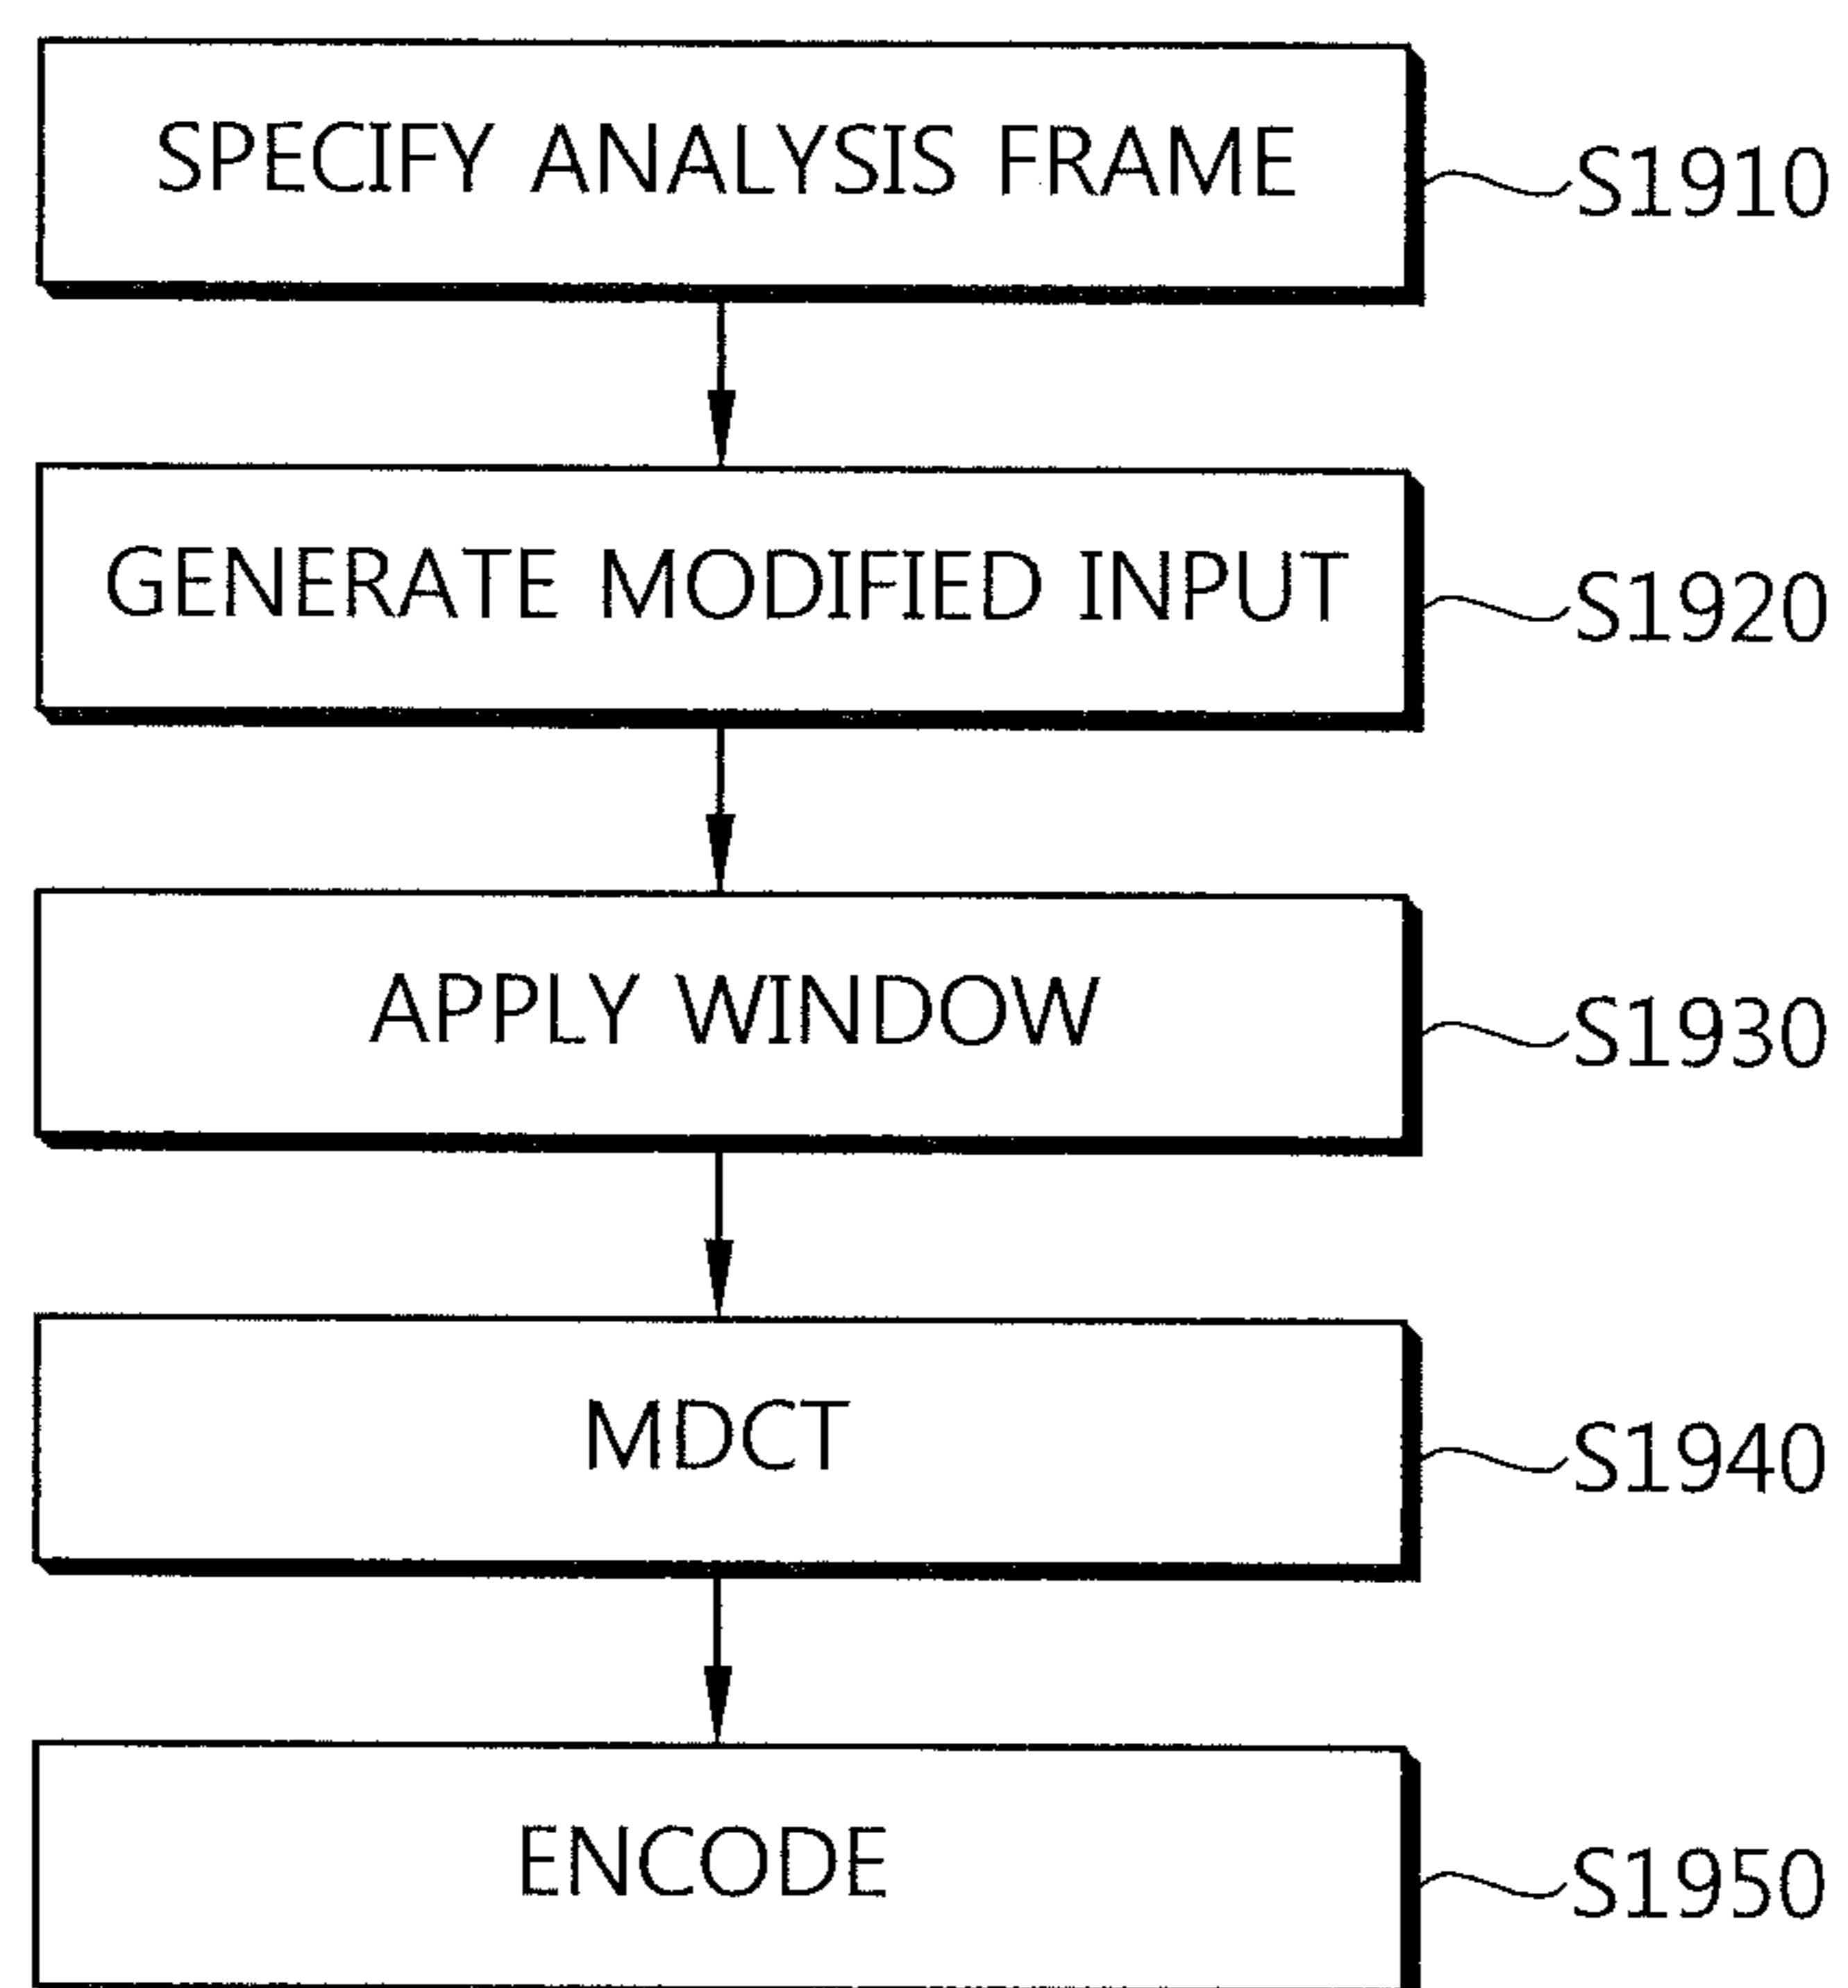 SPECIFY ANALYSIS FRAME
S1910
GENERATE MODIFIED INPUT
S1920
APPLY WINDOW
S1930
MDCT
S1940
ENCODE
S1950